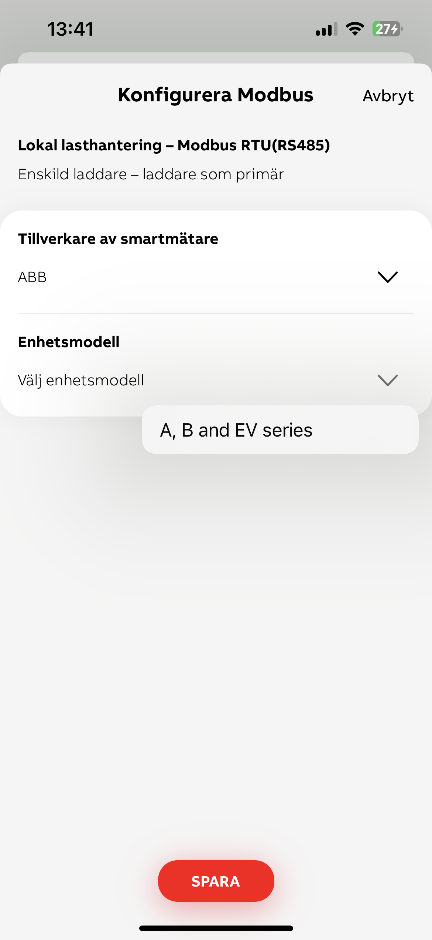 13:41
27
Konfigurera Modbus
Avbryt
Lokal lasthantering – Modbus RTU(RS485)
Enskild laddare – laddare som primär
Tillverkare av smartmätare
ABB
Enhetsmodell
Välj enhetsmodell
A, B and EV series
SPARA